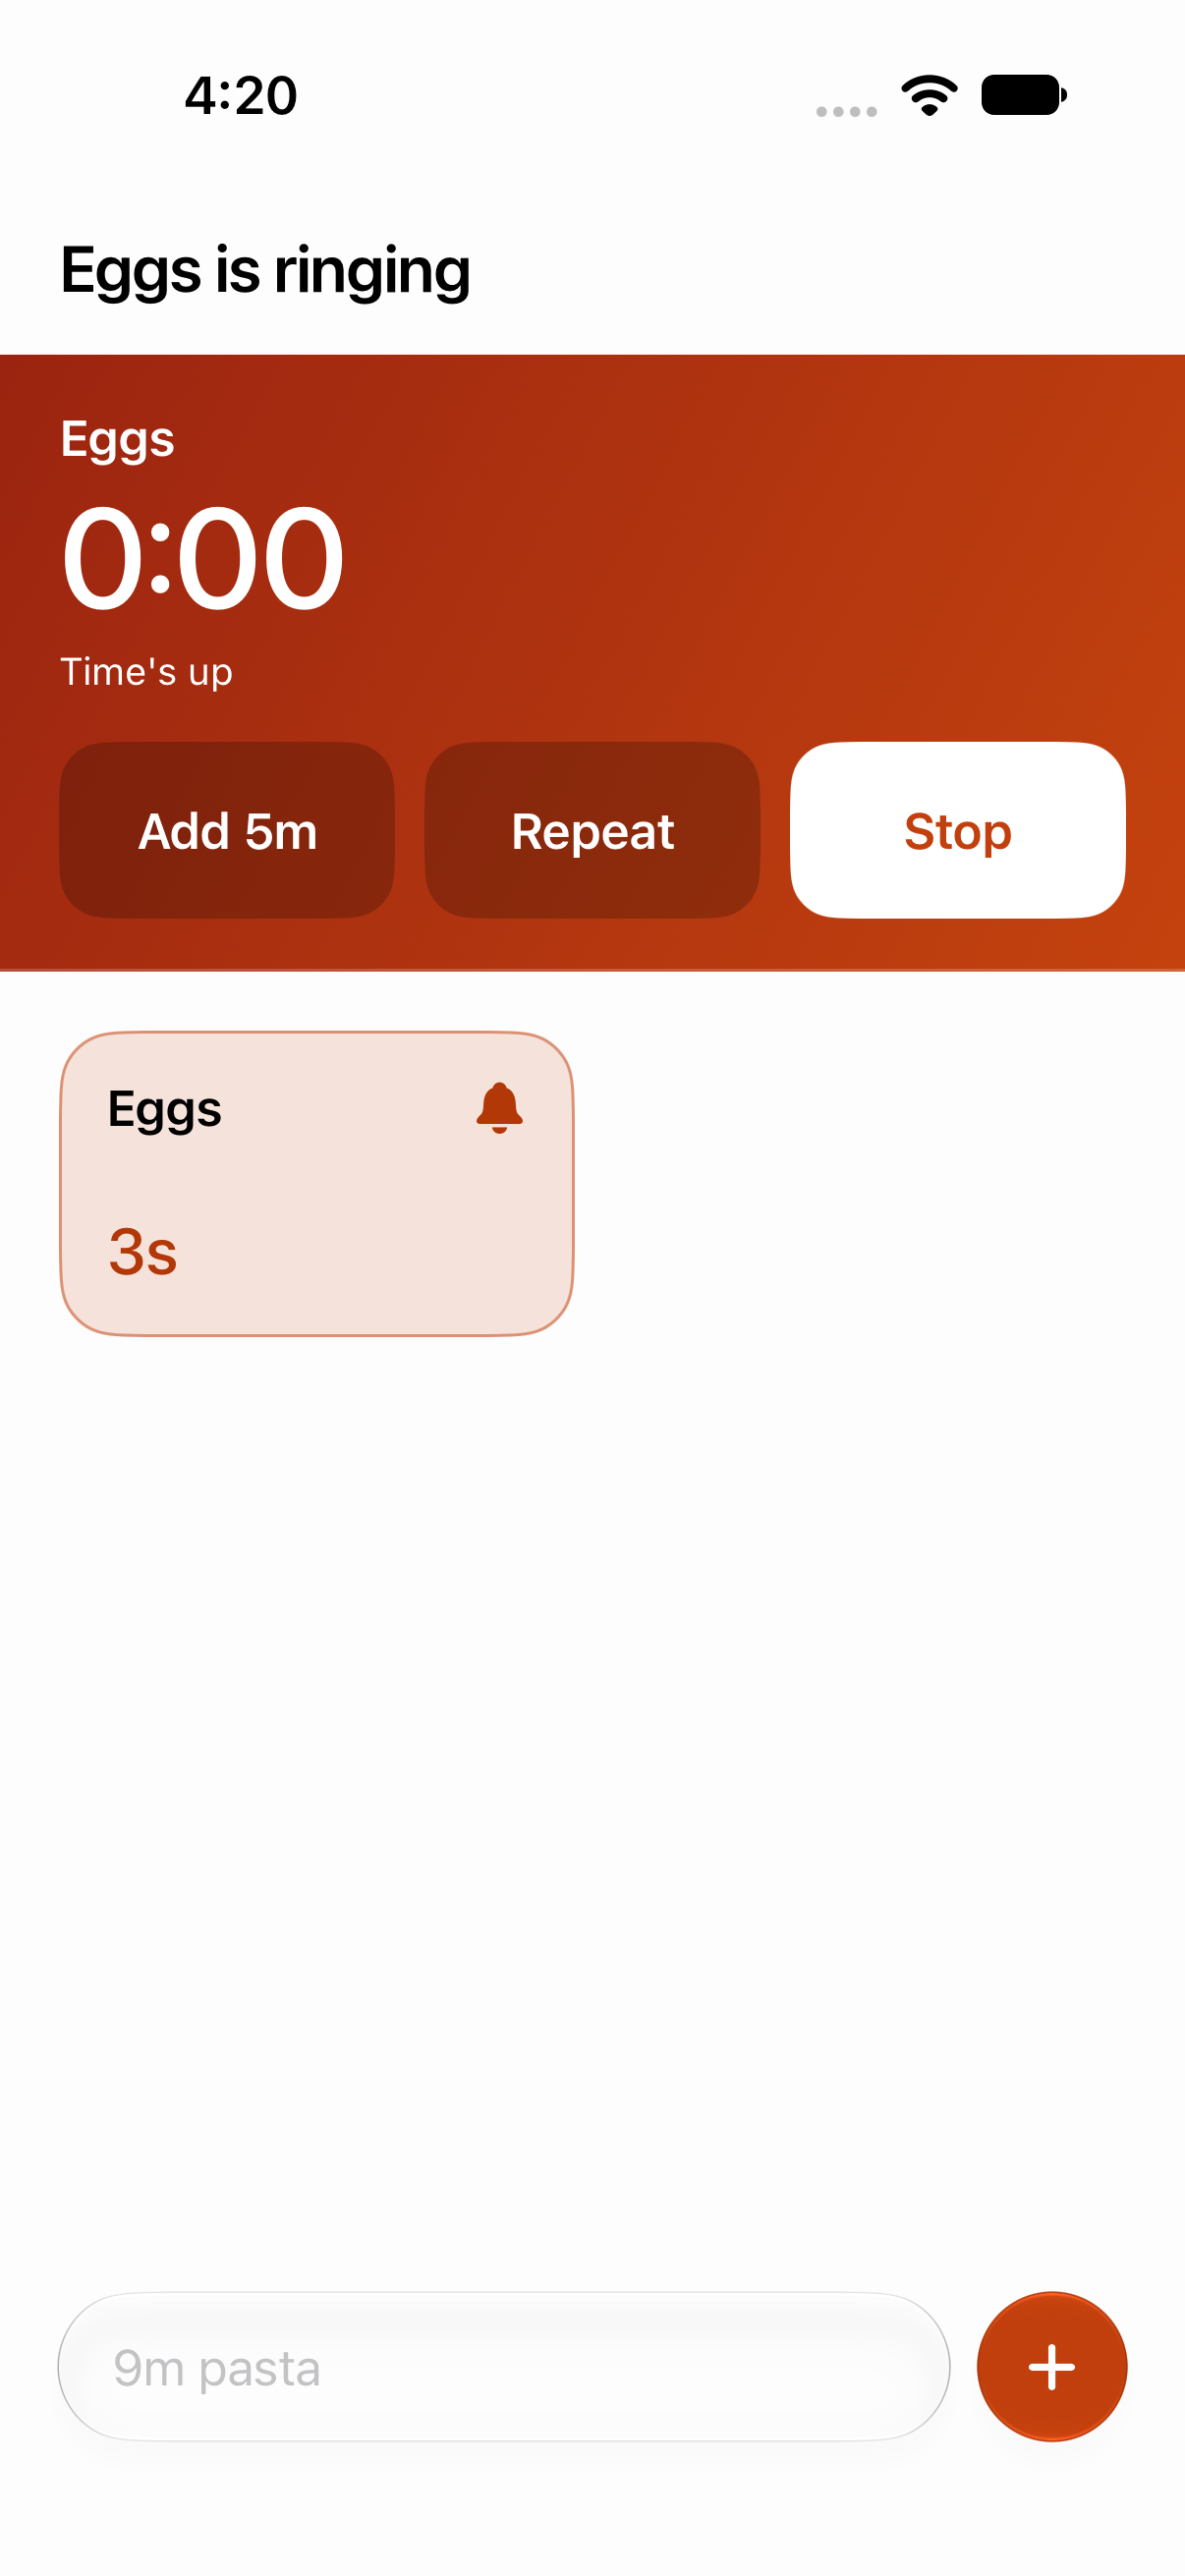 4:20
Eggs is ringing
Eggs
0:00
Time's up
Add 5m
Repeat
Stop
Eggs
3s
9m pasta